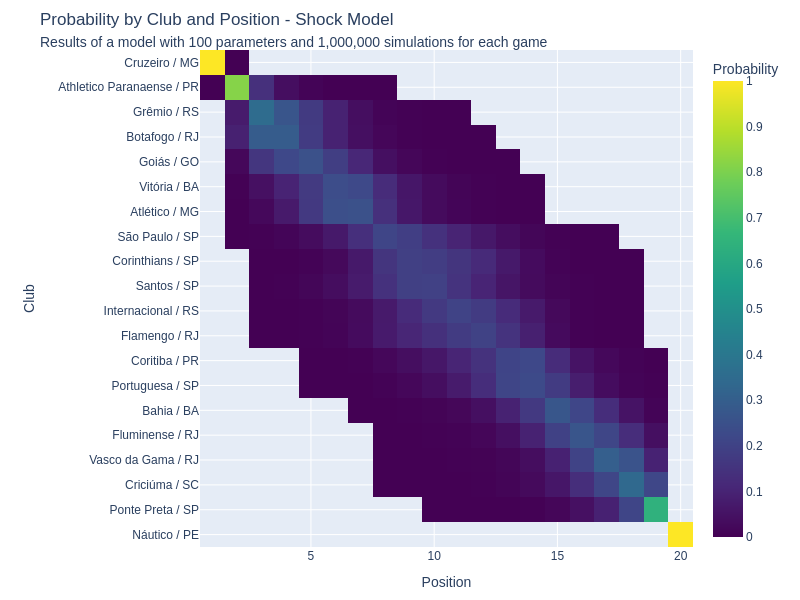 Probability by Club and Position - Shock Model
Results of a model with 100 parameters and 1,000,000 simulations for each game
Probability
Club
Cruzeiro / MG
Athletico Paranaense / PR
Grêmio / RS
Botafogo / RJ
Goiás / GO
Vitória / BA
Atlético / MG
São Paulo / SP
Corinthians / SP
Santos / SP
Internacional / RS
Flamengo / RJ
Coritiba / PR
Portuguesa / SP
Bahia / BA
Fluminense / RJ
Vasco da Gama / RJ
Criciúma / SC
Ponte Preta / SP
Náutico / PE
1
0.9
0.8
0.7
0.6
0.5
0.4
0.3
0.2
0.1
0
5 10 15 20
Position